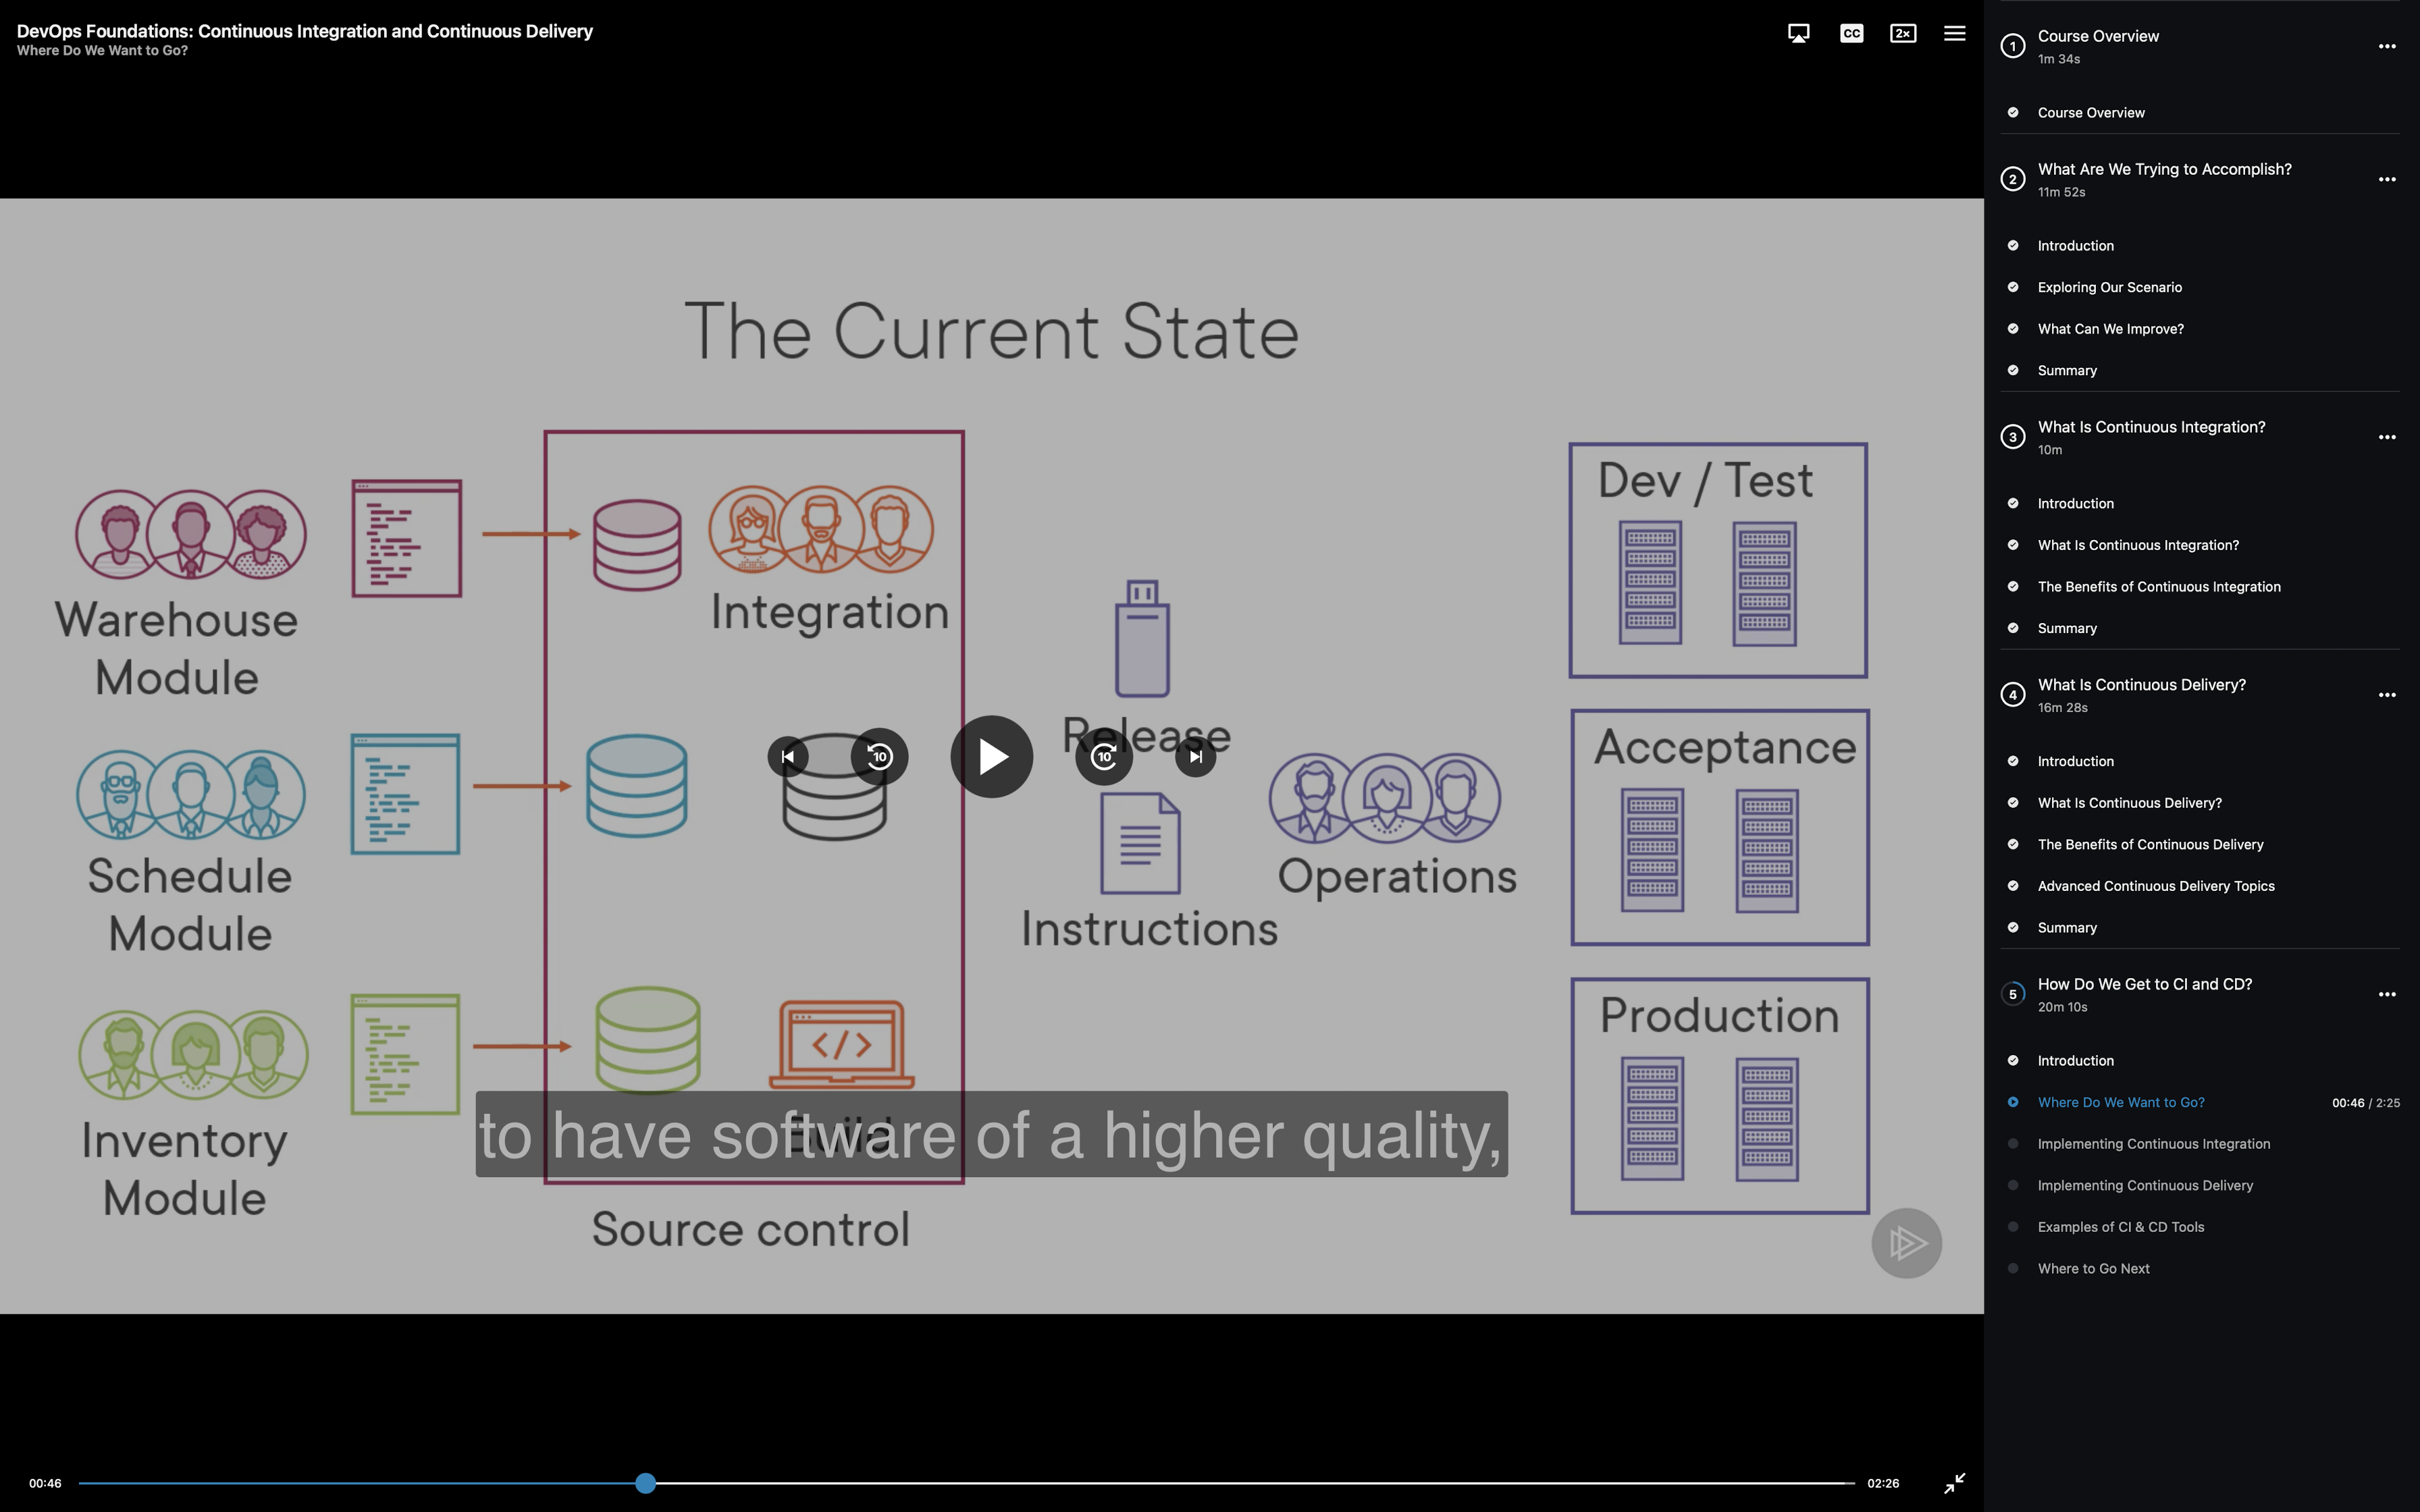 DevOps Foundations: Continuous Integration and Continuous Delivery
Where Do We Want to Go?
CC
2×
The Current State
Warehouse
Module
Integration
Dev / Test
Release
Schedule
Module
Instructions
Operations
Acceptance
Inventory
Module
Build
Production
Source control
10
10
to have software of a higher quality,
00:46
02:26
1
Course Overview
1m 34s
Course Overview
2
What Are We Trying to Accomplish?
11m 52s
Introduction
Exploring Our Scenario
What Can We Improve?
Summary
3
What Is Continuous Integration?
10m
Introduction
What Is Continuous Integration?
The Benefits of Continuous Integration
Summary
4
What Is Continuous Delivery?
16m 28s
Introduction
What Is Continuous Delivery?
The Benefits of Continuous Delivery
Advanced Continuous Delivery Topics
Summary
5
How Do We Get to CI and CD?
20m 10s
Introduction
Where Do We Want to Go? 00:46 / 2:25
Implementing Continuous Integration
Implementing Continuous Delivery
Examples of CI & CD Tools
Where to Go Next